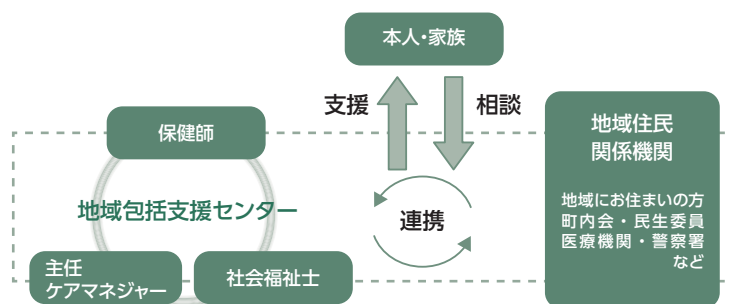 本人・家族
支援
相談
保健師
地域包括支援センター
主任
ケアマネジャー
社会福祉士
連携
地域住民
関係機関
地域にお住まいの方
町内会・民生委員
医療機関・警察署
など